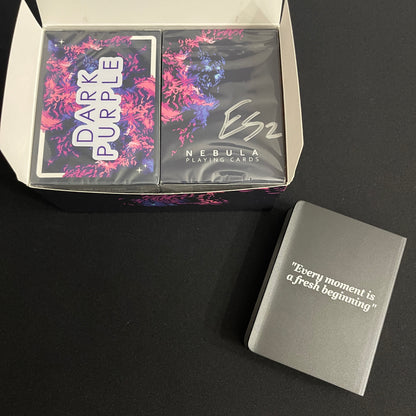 DARK
PURPLE
ES2
NEBULA
PLAYING CARDS
"Every moment is
a fresh beginning"